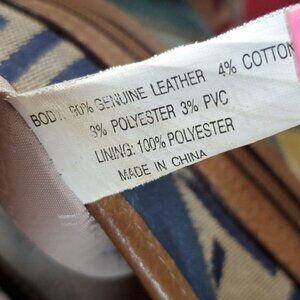 BODY: 90% GENUINE LEATHER 4% COTTON
3% POLYESTER 3% PVC
LINING: 100% POLYESTER
MADE IN CHINA